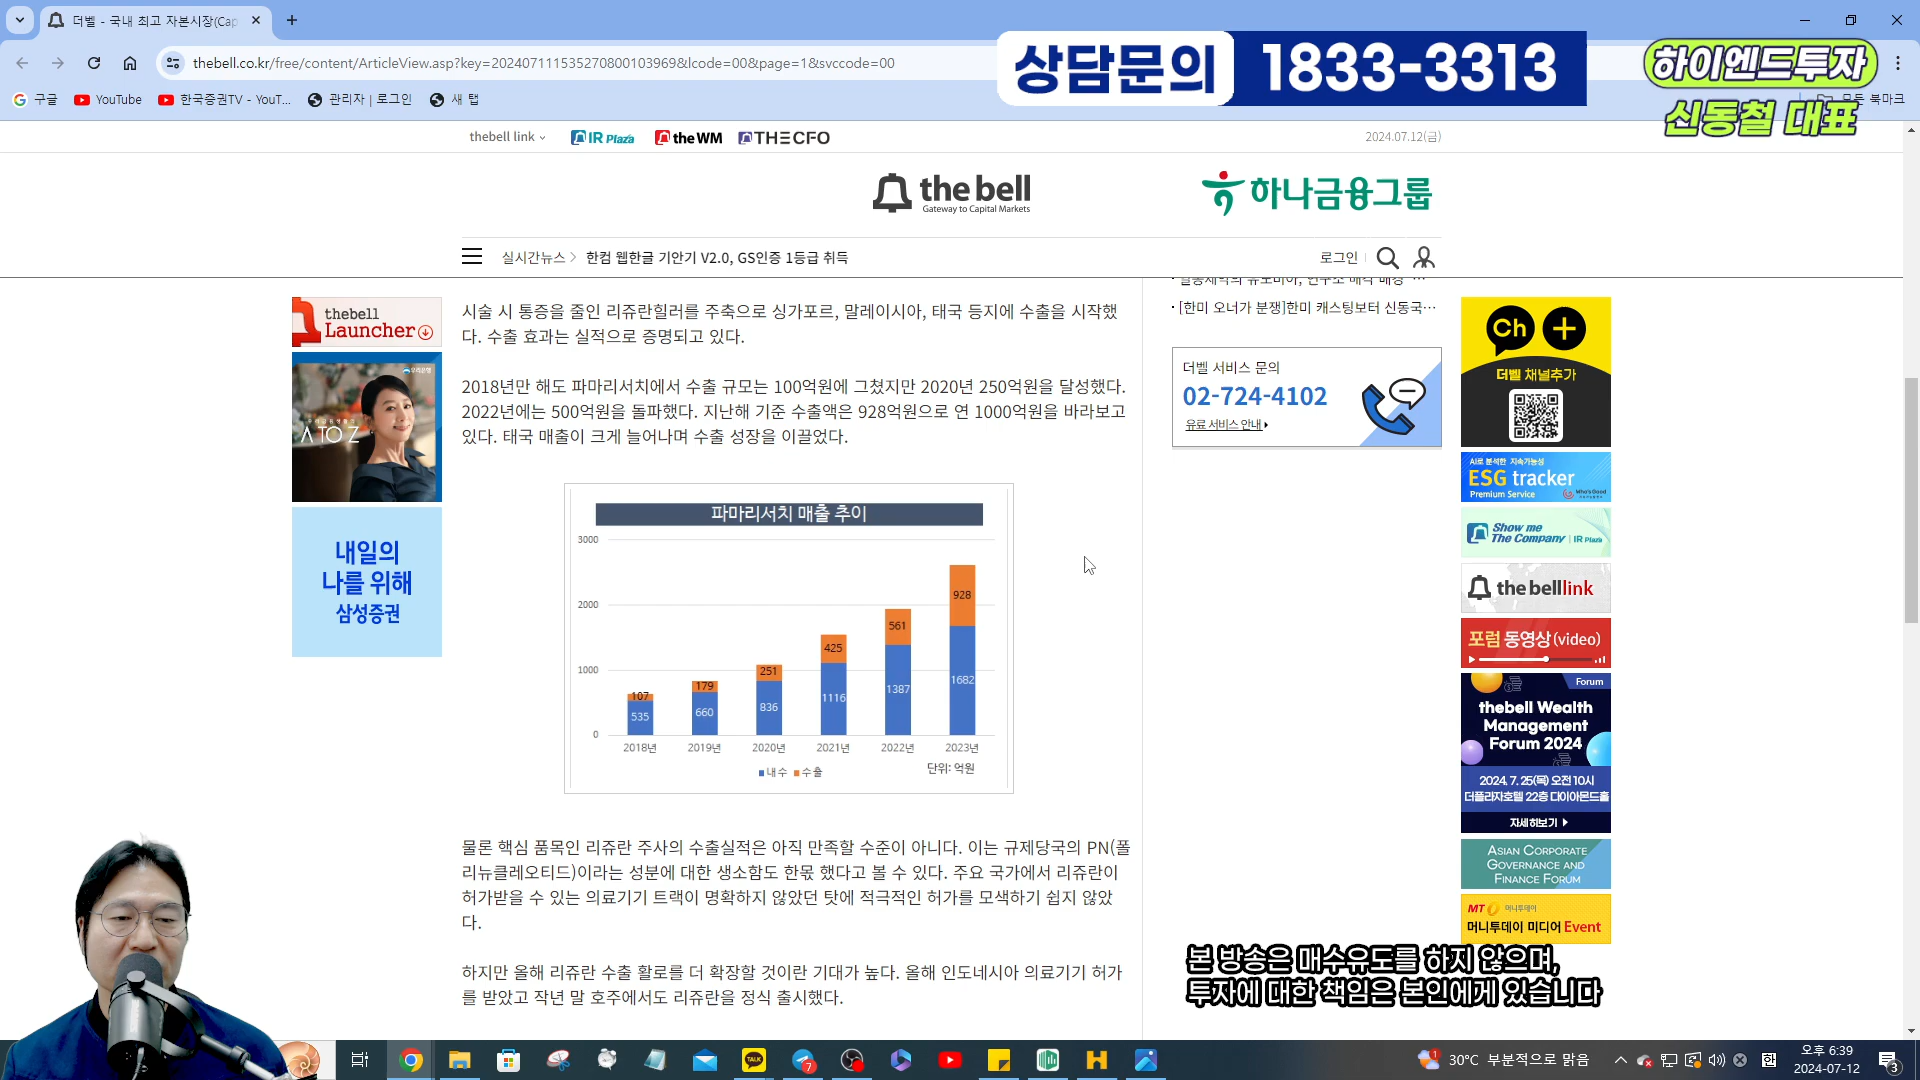 더벨 - 국내 최고 자본시장(Cap
thebell.co.kr/free/content/ArticleView.asp?key=202407111535270800103969&lcode=00&page=1&svccode=00
상담문의 1833-3313
하이엔드투자
신동철 대표
구글
YouTube
한국증권TV - YouT...
관리자 | 로그인
새 탭
모든 북마크
thebell link
IR Plaza
the WM
THE CFO
2024.07.12(금)
the bell
Gateway to Capital Markets
하나금융그룹
실시간뉴스 > 한컴 웹한글 기안기 V2.0, GS인증 1등급 취득
로그인
thebell
Launcher
우리은행
A TO Z
내일의
나를 위해
삼성증권
시술 시 통증을 줄인 리쥬란힐러를 주축으로 싱가포르, 말레이시아, 태국 등지에 수출을 시작했
다. 수출 효과는 실적으로 증명되고 있다.
2018년만 해도 파마리서치에서 수출 규모는 100억원에 그쳤지만 2020년 250억원을 달성했다.
2022년에는 500억원을 돌파했다. 지난해 기준 수출액은 928억원으로 연 1000억원을 바라보고
있다. 태국 매출이 크게 늘어나며 수출 성장을 이끌었다.
파마리서치 매출 추이
3000
2000
1000
0
107
179
251
425
561
928
535
660
836
1116
1387
1682
2018년 2019년 2020년 2021년 2022년 2023년
내수 수출
단위: 억원
물론 핵심 품목인 리쥬란 주사의 수출실적은 아직 만족할 수준이 아니다. 이는 규제당국의 PN(폴
리뉴클레오티드)이라는 성분에 대한 생소함도 한몫 했다고 볼 수 있다. 주요 국가에서 리쥬란이
허가받을 수 있는 의료기기 트랙이 명확하지 않았던 탓에 적극적인 허가를 모색하기 쉽지 않았
다.
하지만 올해 리쥬란 수출 활로를 더 확장할 것이란 기대가 높다. 올해 인도네시아 의료기기 허가
를 받았고 작년 말 호주에서도 리쥬란을 정식 출시했다.
[한미 오너가 분쟁]한미 캐스팅보터 신동국…
더벨 서비스 문의
02-724-4102
유료 서비스 안내
Ch +
더벨 채널추가
AI로 분석한 지속가능성
ESG tracker
Premium Service
Who's Good
Show me
The Company | IR Plaza
the bell link
포럼 동영상(video)
Forum
thebell Wealth
Management
Forum 2024
2024. 7. 25(목) 오전 10시
더플라자호텔 22층 다이아몬드홀
자세히보기
ASIAN CORPORATE
GOVERNANCE AND
FINANCE FORUM
MT 머니투데이
머니투데이 미디어 Event
본 방송은 매수유도를 하지 않으며,
투자에 대한 책임은 본인에게 있습니다
TALK
7
1
30°C 부분적으로 맑음
한
오후 6:39
2024-07-12
3